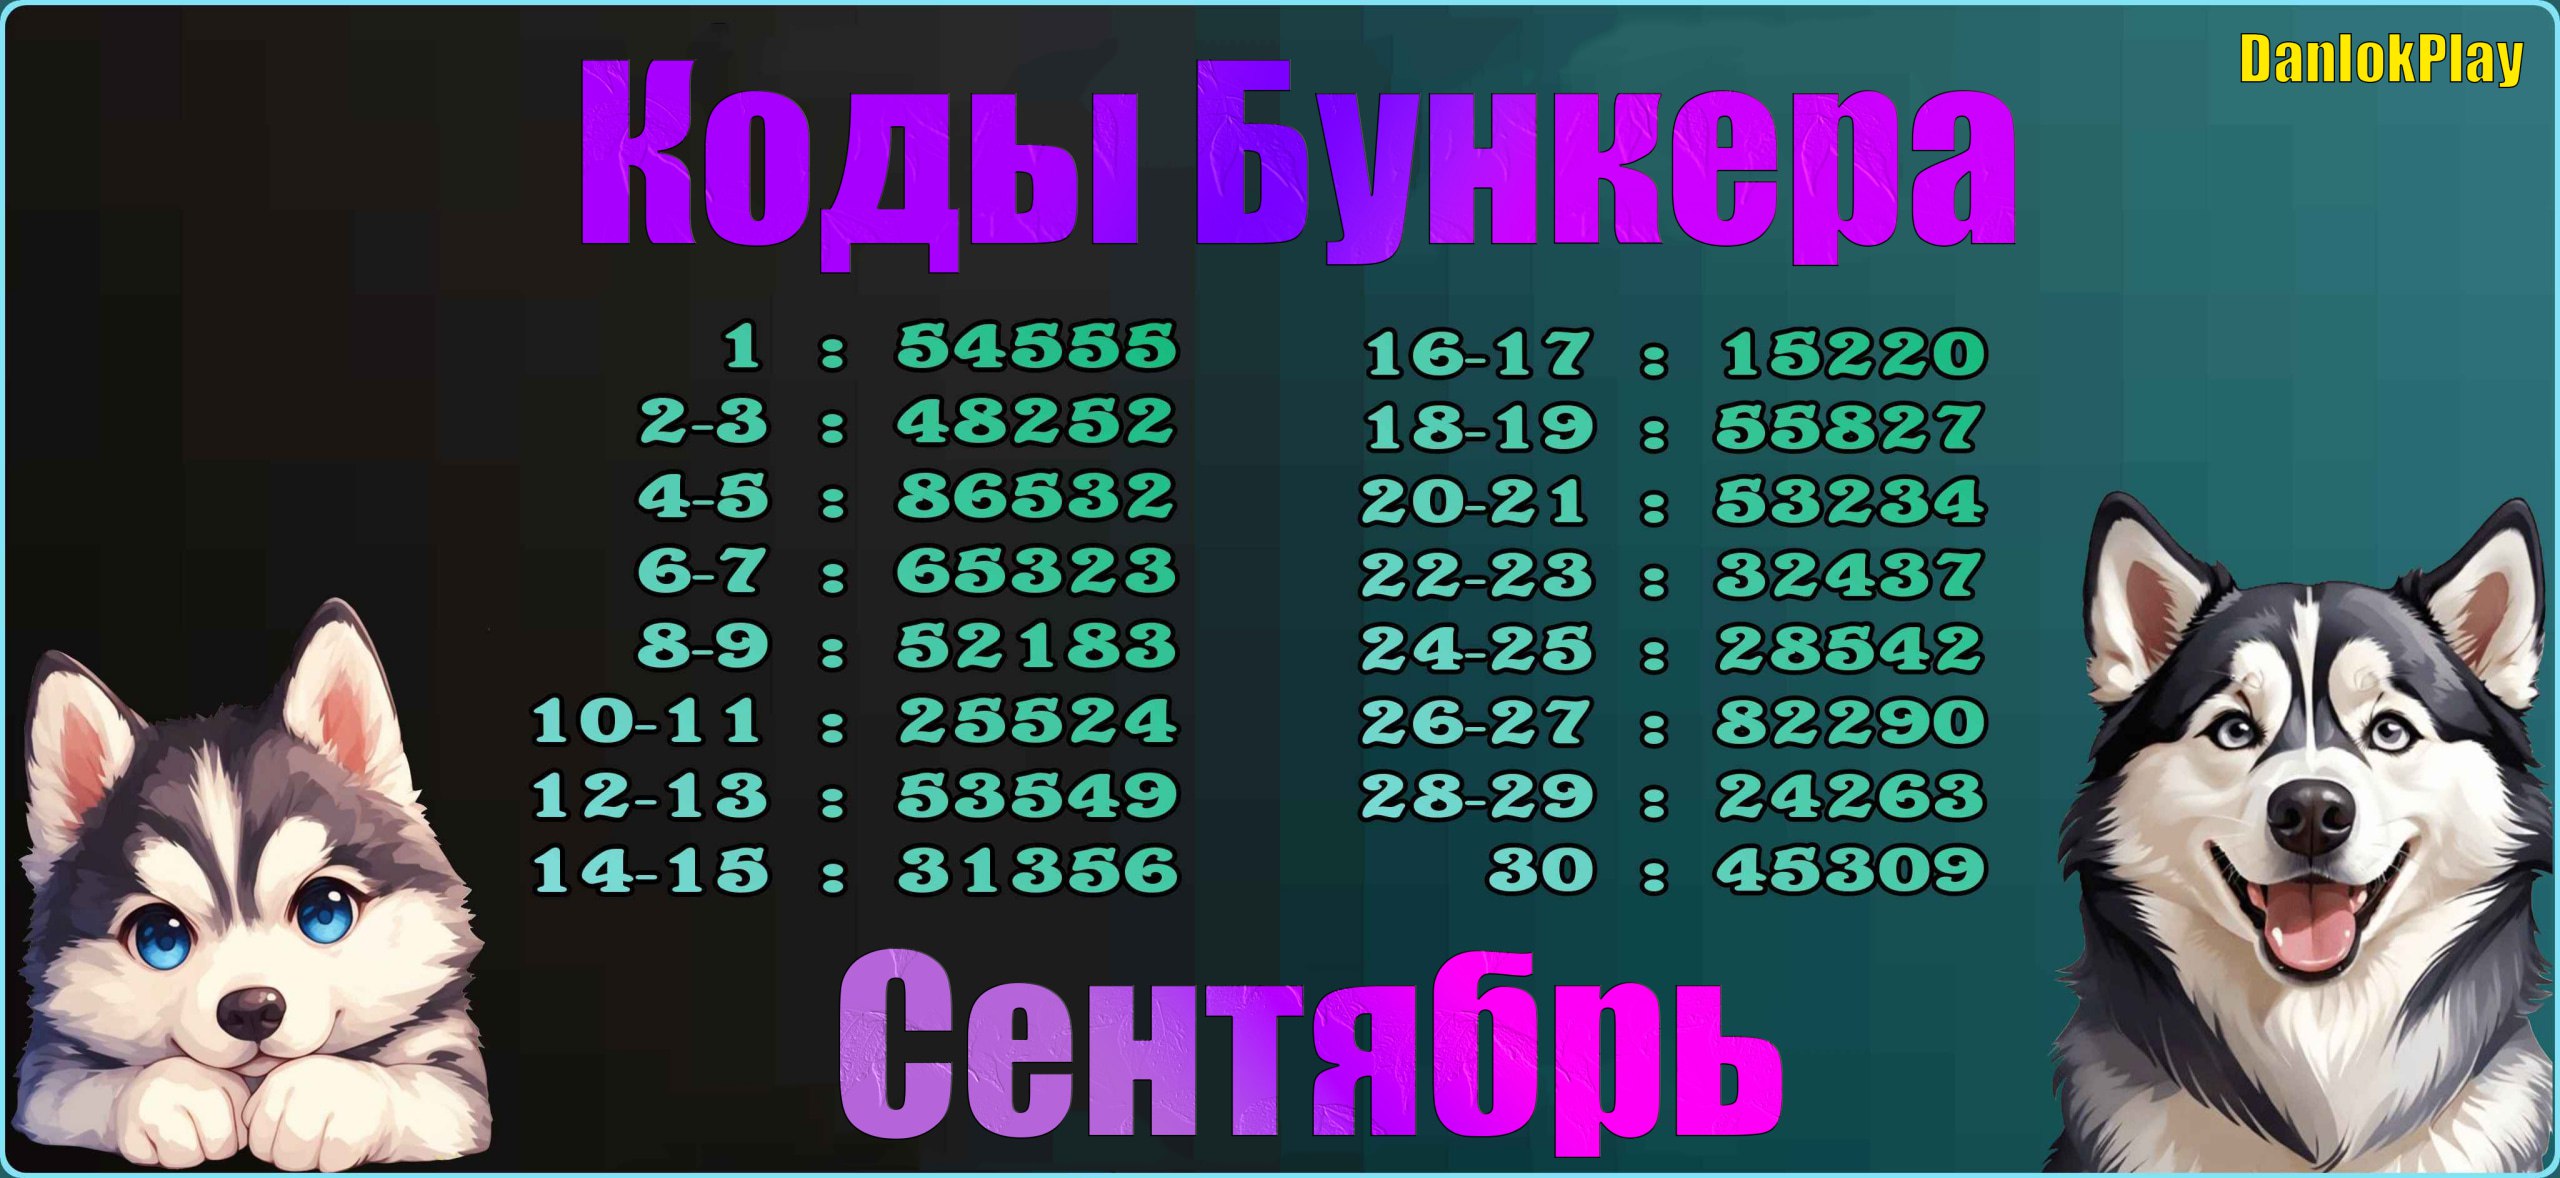 DanlokPlay
Коды Бункера
1 : 54555
2-3 : 48252
4-5 : 86532
6-7 : 65323
8-9 : 52183
10-11 : 25524
12-13 : 53549
14-15 : 31356
16-17 : 15220
18-19 : 55827
20-21 : 53234
22-23 : 32437
24-25 : 28542
26-27 : 82290
28-29 : 24263
30 : 45309
Сентябрь